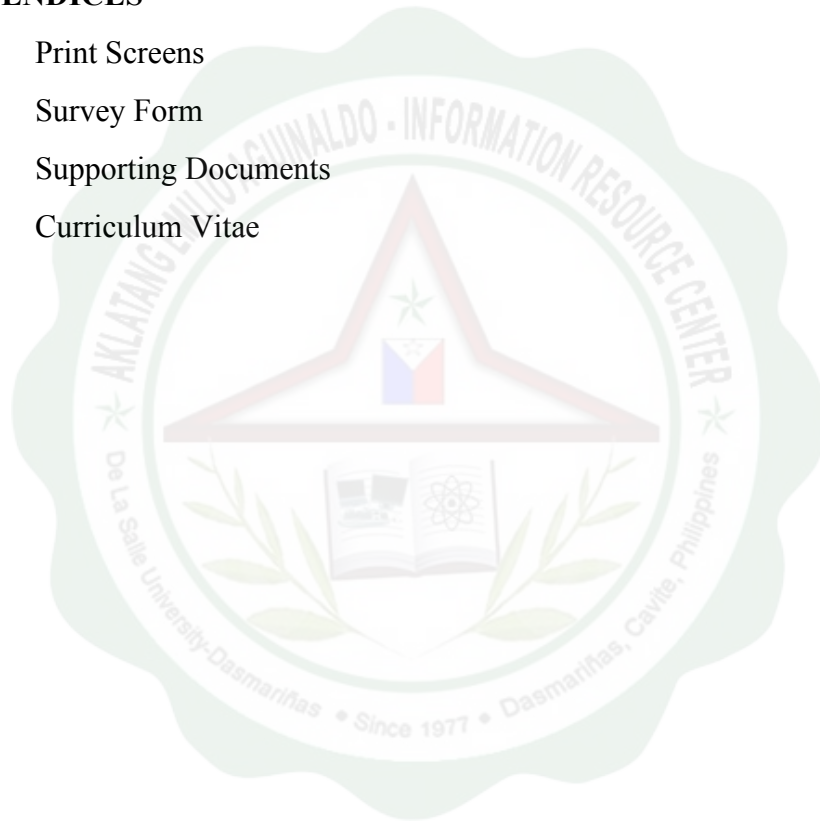 ENDICES
Print Screens
Survey Form
Supporting Documents
Curriculum Vitae
AKLATANG EMILIO AGUINALDO - INFORMATION RESOURCE CENTER
De La Salle University-Dasmariñas • Since 1977 • Dasmariñas, Cavite, Philippines